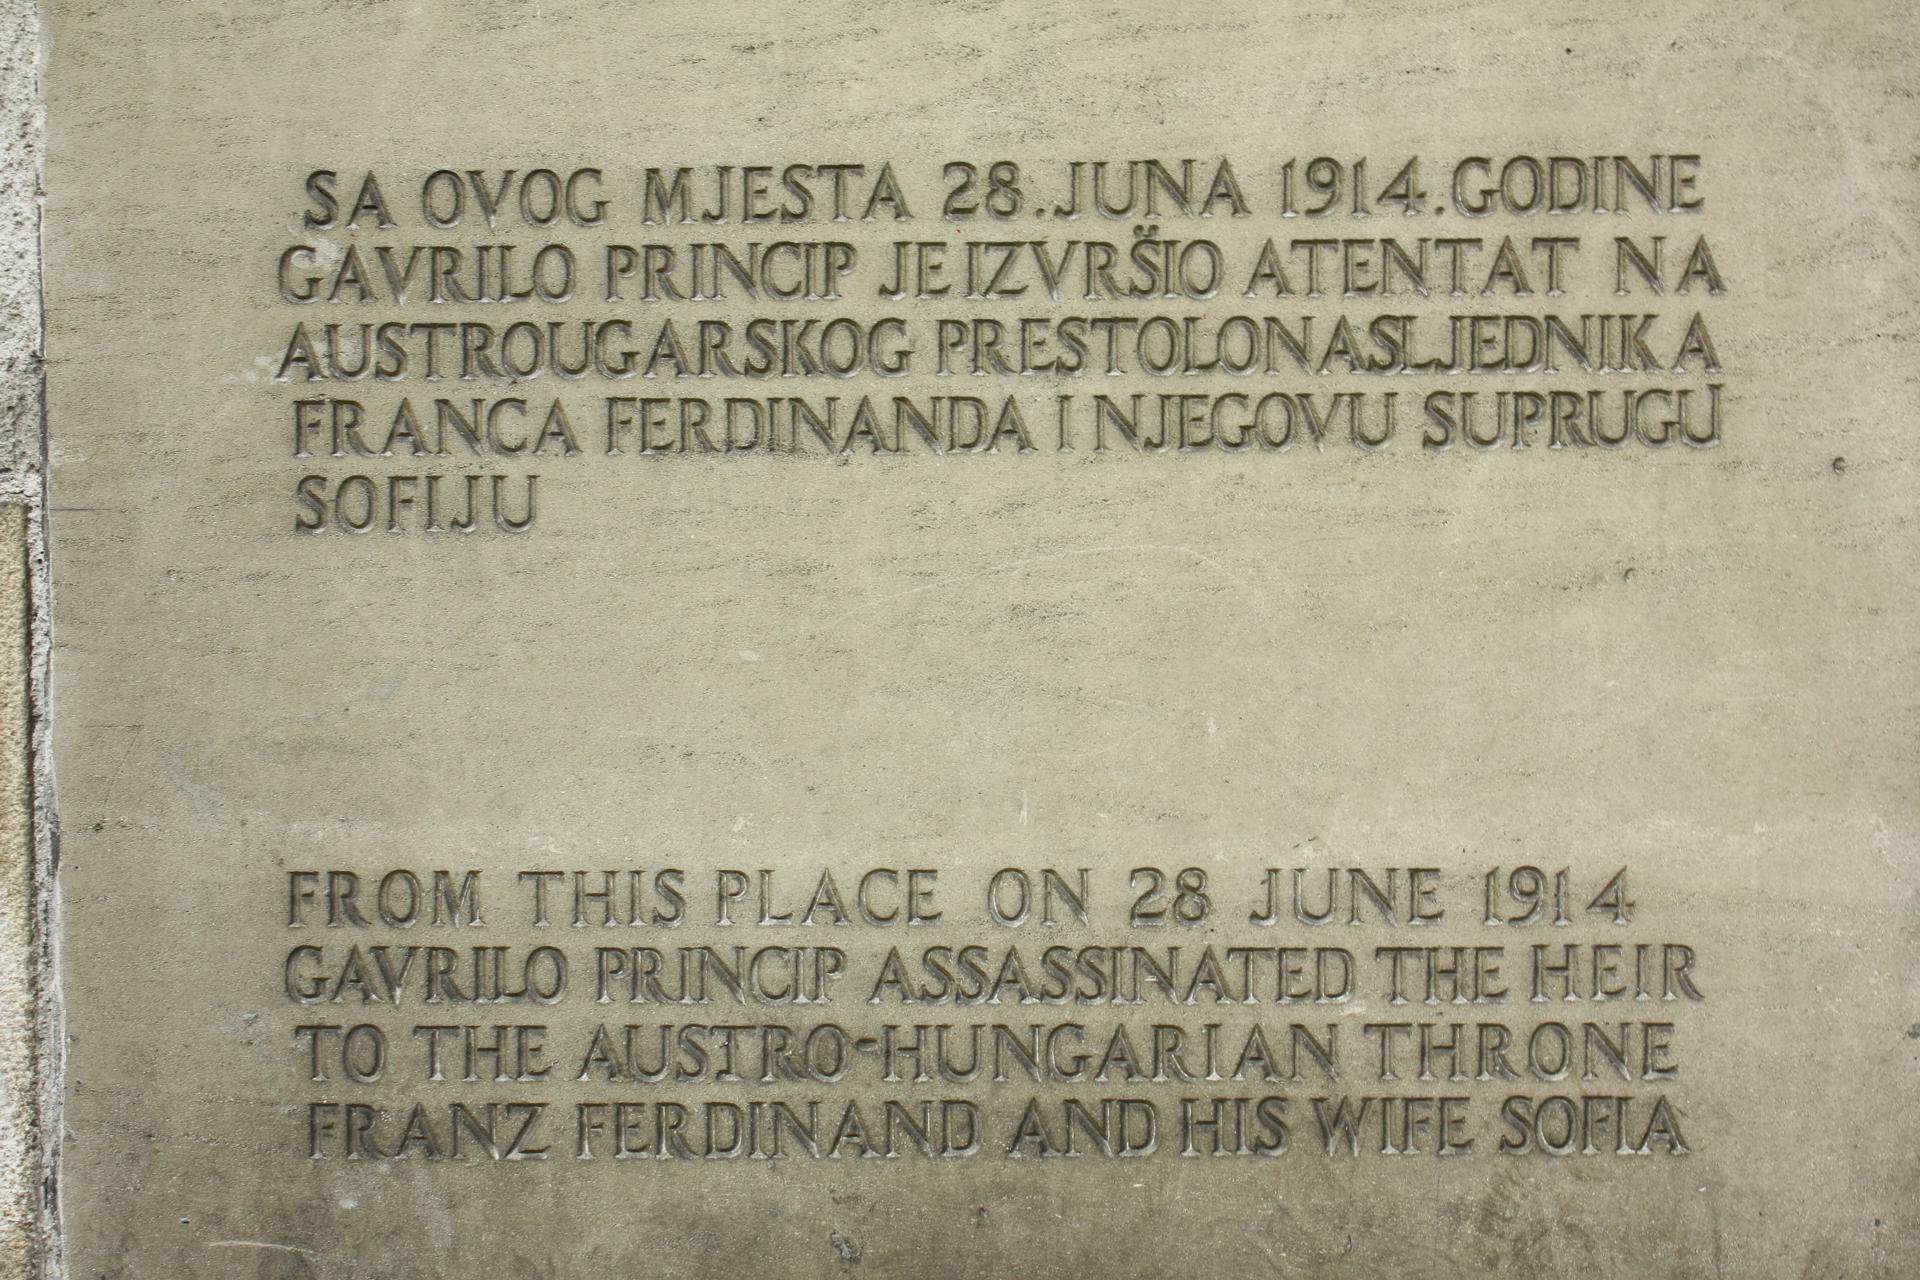 SA OVOG MJESTA 28. JUNA 1914. GODINE
GAVRILO PRINCIP JE IZVRŠIO ATENTAT NA
AUSTROUGARSKOG PRESTOLONASLJEDNIKA
FRANCA FERDINANDA I NJEGOVU SUPRUGU
SOFIJU
FROM THIS PLACE ON 28 JUNE 1914
GAVRILO PRINCIP ASSASSINATED THE HEIR
TO THE AUSTRO-HUNGARIAN THRONE
FRANZ FERDINAND AND HIS WIFE SOFIA